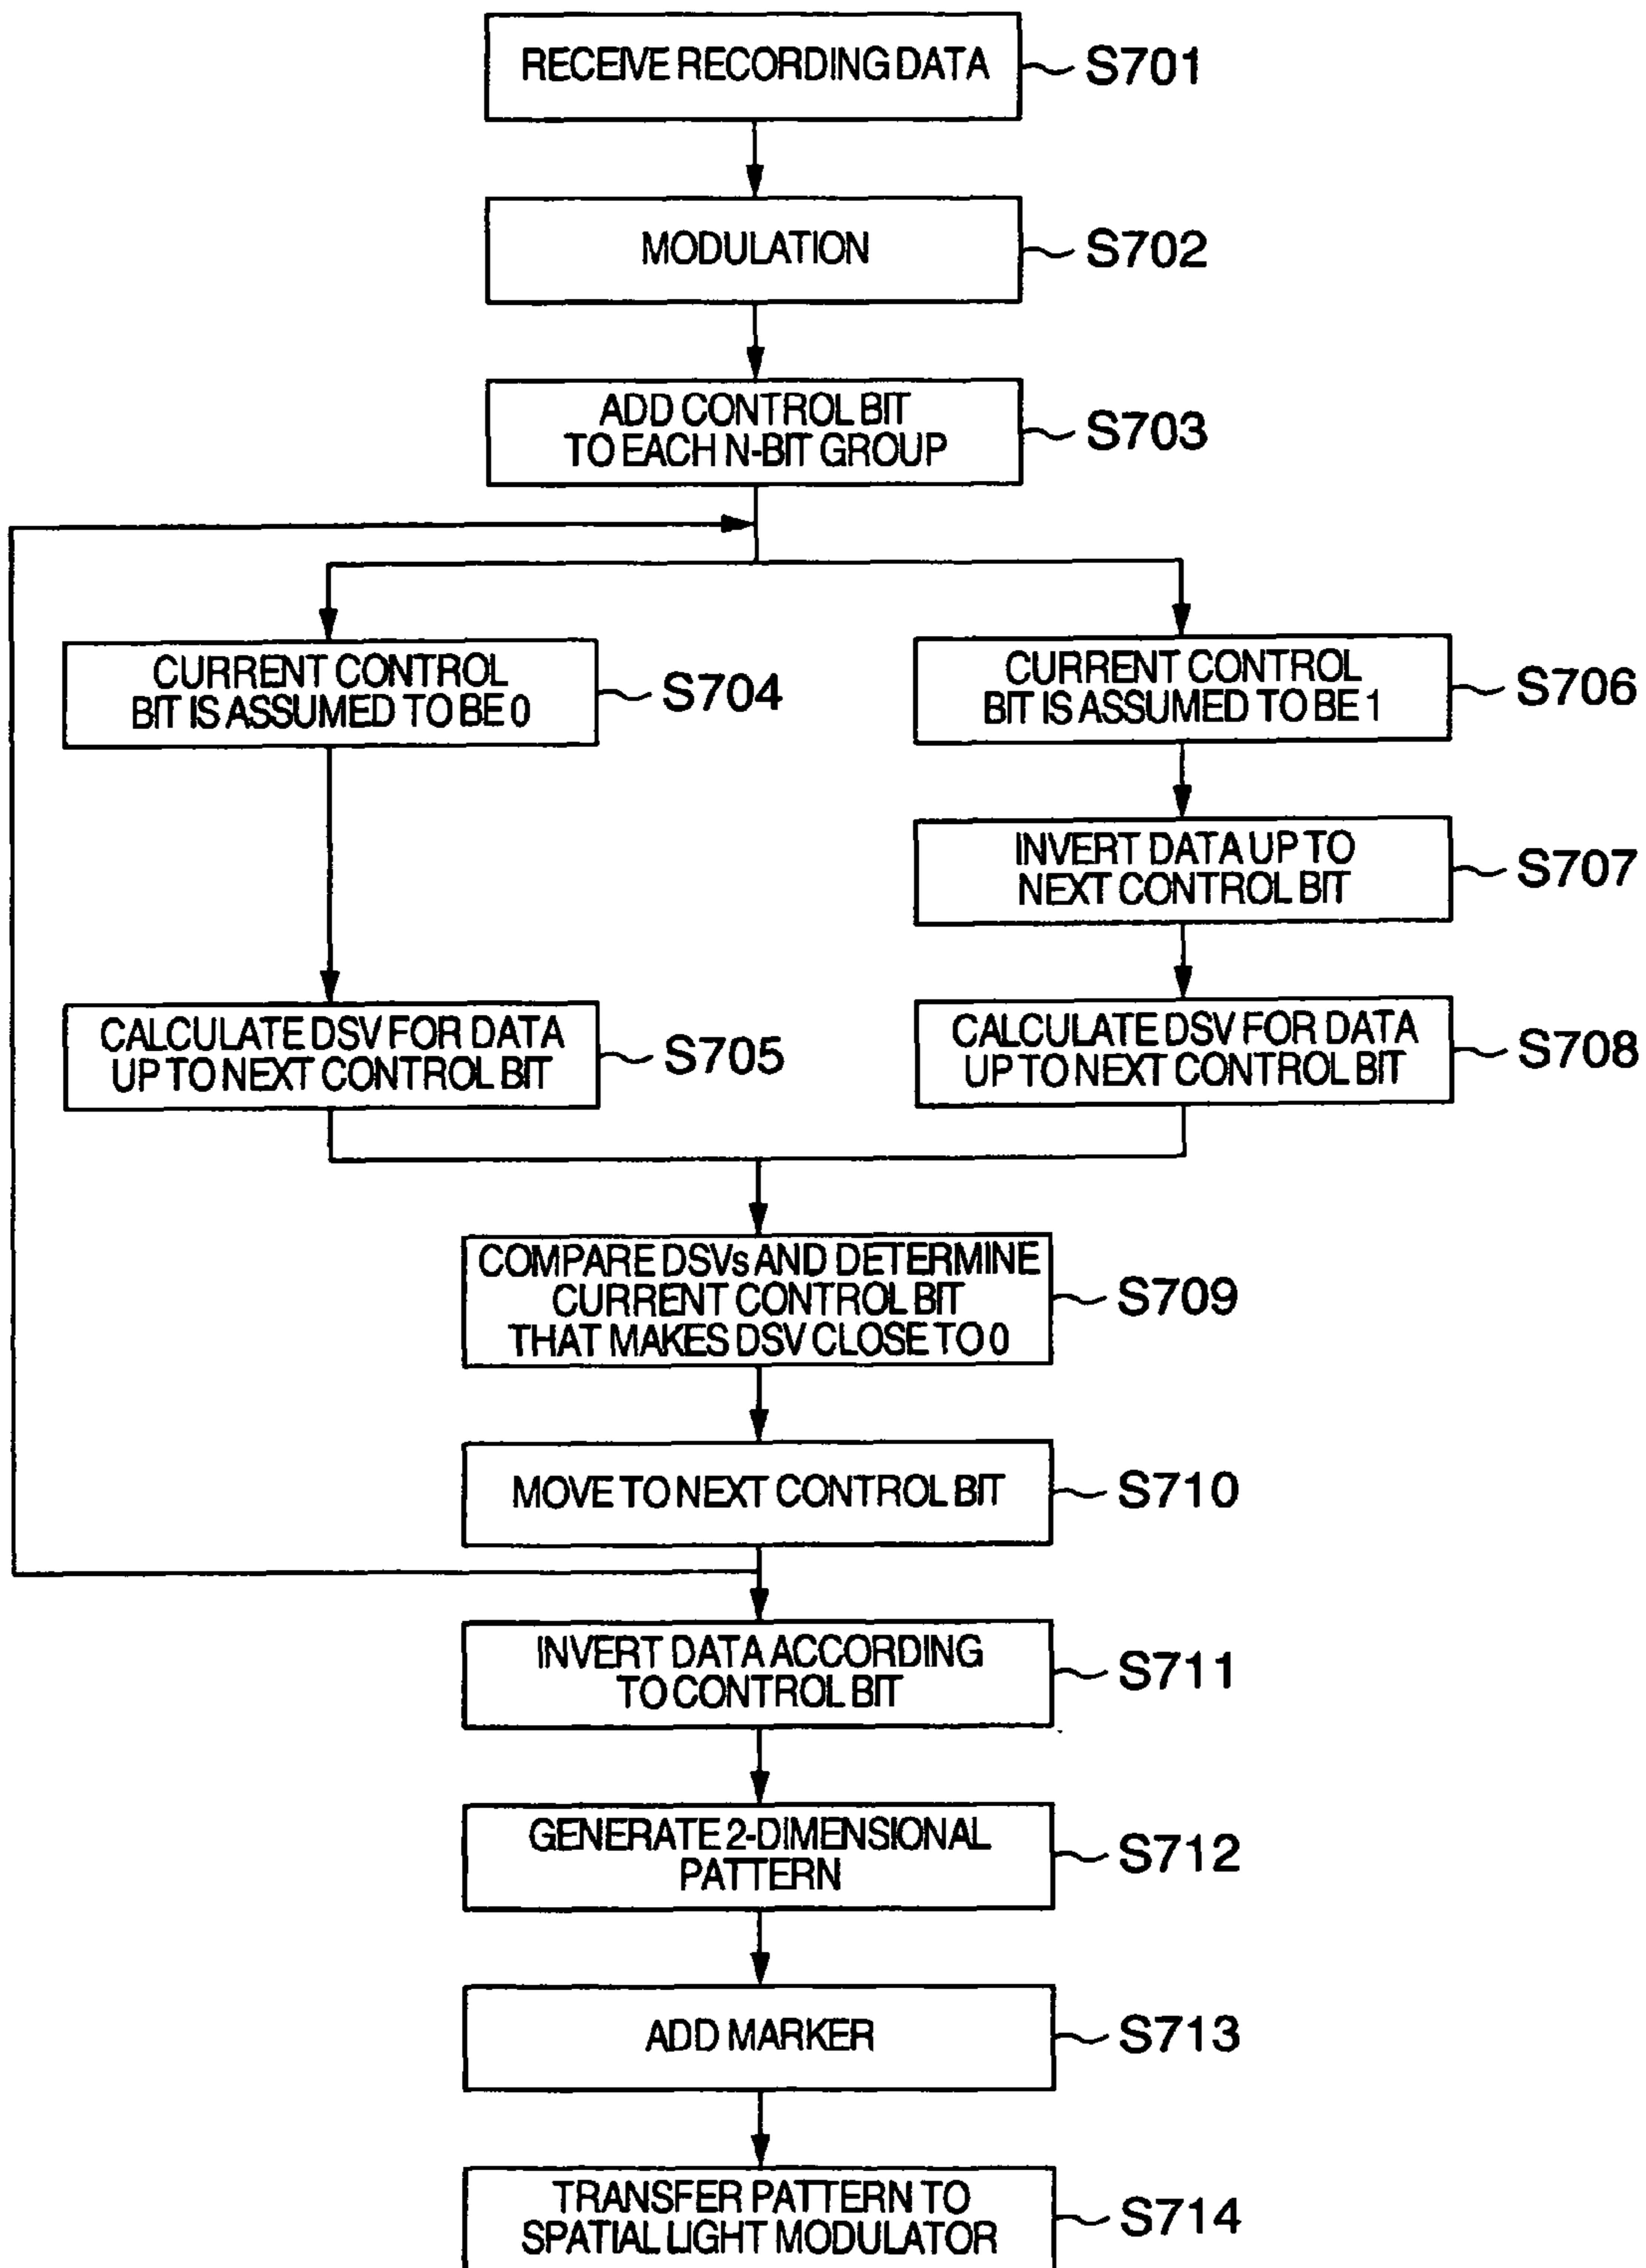 RECEIVE RECORDING DATA
S701
MODULATION
S702
ADD CONTROL BIT
TO EACH N-BIT GROUP
S703
CURRENT CONTROL
BIT IS ASSUMED TO BE 0
S704
CURRENT CONTROL
BIT IS ASSUMED TO BE 1
S706
INVERT DATA UP TO
NEXT CONTROL BIT
S707
CALCULATE DSV FOR DATA
UP TO NEXT CONTROL BIT
S705
CALCULATE DSV FOR DATA
UP TO NEXT CONTROL BIT
S708
COMPARE DSVs AND DETERMINE
CURRENT CONTROL BIT
THAT MAKES DSV CLOSE TO 0
S709
MOVE TO NEXT CONTROL BIT
S710
INVERT DATA ACCORDING
TO CONTROL BIT
S711
GENERATE 2-DIMENSIONAL
PATTERN
S712
ADD MARKER
S713
TRANSFER PATTERN TO
SPATIAL LIGHT MODULATOR
S714